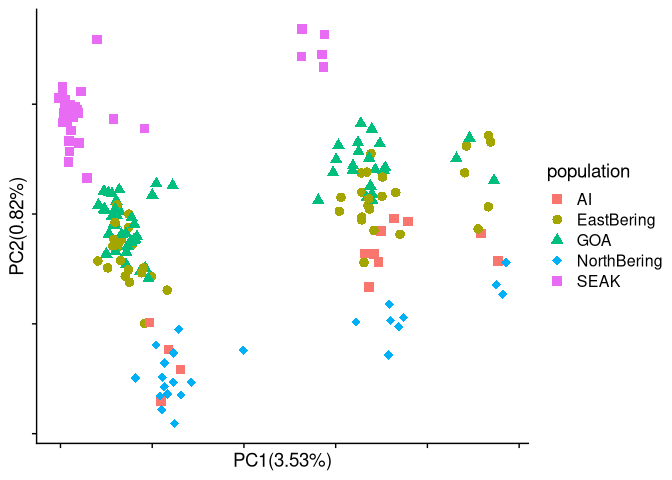 PC2(0.82%)
PC1(3.53%)
population
AI
EastBering
GOA
NorthBering
SEAK